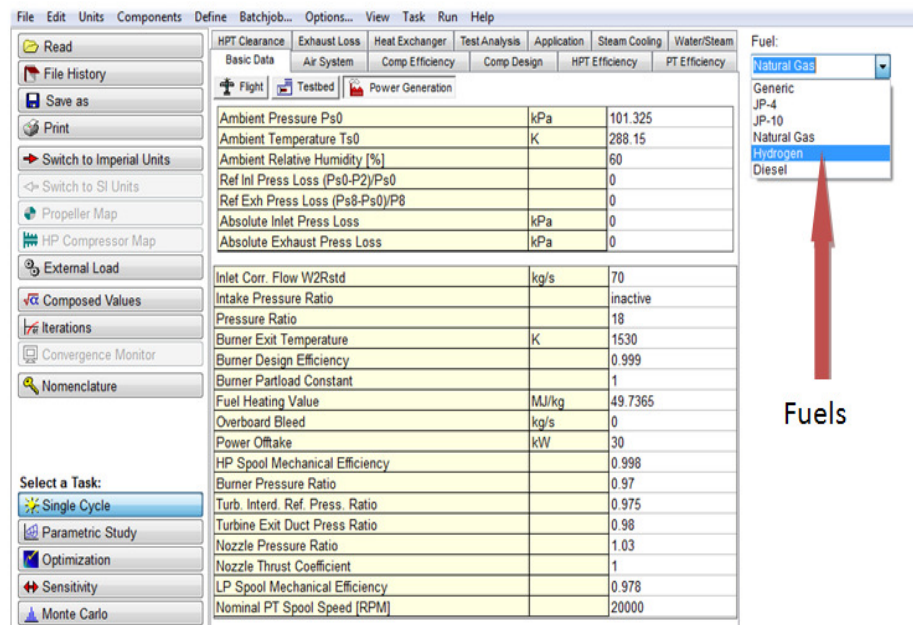 File Edit Units Components Define Batchjob... Options... View Task Run Help
Read
File History
Save as
Print
Switch to Imperial Units
Switch to SI Units
Propeller Map
HP Compressor Map
External Load
Composed Values
Iterations
Convergence Monitor
Nomenclature
Select a Task:
Single Cycle
Parametric Study
Optimization
Sensitivity
Monte Carlo
HPT Clearance Exhaust Loss Heat Exchanger Test Analysis Application Steam Cooling Water/Steam
Basic Data Air System Comp Efficiency Comp Design HPT Efficiency PT Efficiency
Flight Testbed Power Generation
Ambient Pressure Ps0 kPa 101.325
Ambient Temperature Ts0 K 288.15
Ambient Relative Humidity [%] 60
Ref Inl Press Loss (Ps0-P2)/Ps0 0
Ref Exh Press Loss (Ps8-Ps0)/P8 0
Absolute Inlet Press Loss kPa 0
Absolute Exhaust Press Loss kPa 0
Inlet Corr. Flow W2Rstd kg/s 70
Intake Pressure Ratio inactive
Pressure Ratio 18
Burner Exit Temperature K 1530
Burner Design Efficiency 0.999
Burner Partload Constant 1
Fuel Heating Value MJ/kg 49.7365
Overboard Bleed kg/s 0
Power Offtake kW 30
HP Spool Mechanical Efficiency 0.998
Burner Pressure Ratio 0.97
Turb. Interd. Ref. Press. Ratio 0.975
Turbine Exit Duct Press Ratio 0.98
Nozzle Pressure Ratio 1.03
Nozzle Thrust Coefficient 1
LP Spool Mechanical Efficiency 0.978
Nominal PT Spool Speed [RPM] 20000
Fuel:
Natural Gas
Generic
JP-4
JP-10
Natural Gas
Hydrogen
Diesel
Fuels